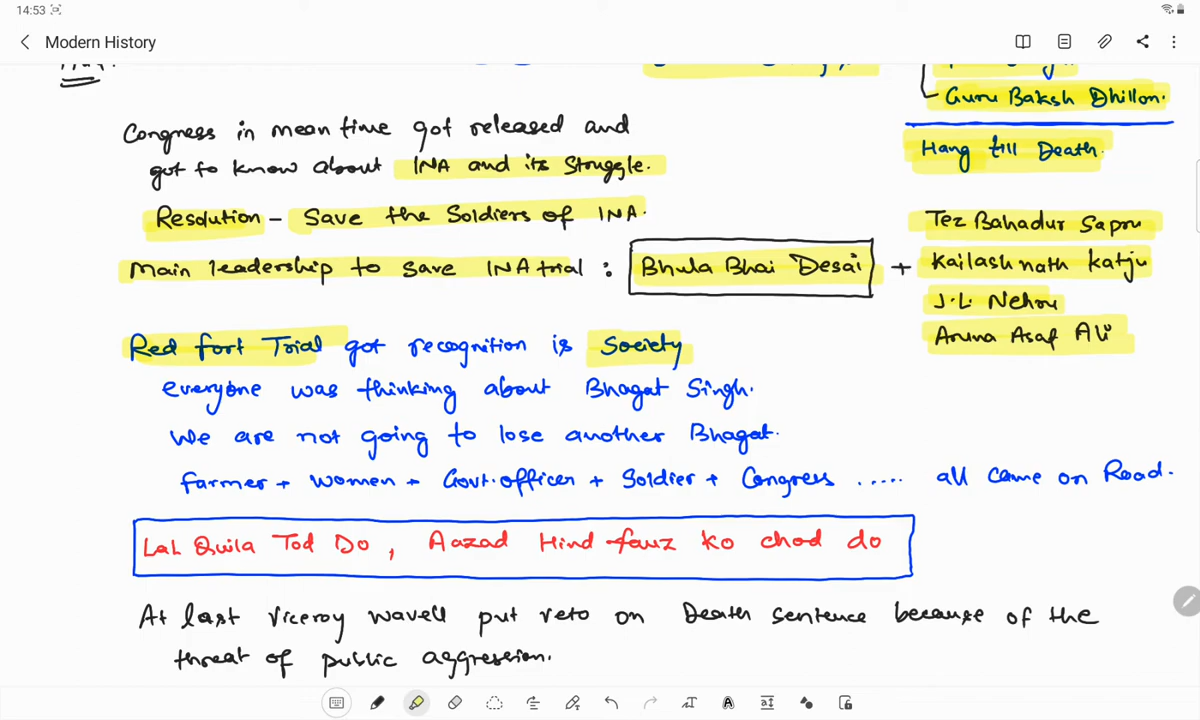 14:53
Modern History
Guru Baksh Dhillon.
Hang till Death.
Congress in mean time got released and
got to know about INA and its Struggle.
Resolution - Save the Soldiers of INA.
Main leadership to save INA trial : Bhula Bhai Desai +
Tez Bahadur Sapru
Kailash nath Katju
J.L. Nehru
Aruna Asaf Ali
Red fort Trial got recognition is Society
everyone was thinking about Bhagat Singh.
We are not going to lose another Bhagat.
farmer + women + Govt. officer + Soldier + Congress ..... all came on Road.
Lal Quila Tod Do, Aazad Hind fauz ko chod do
At last viceroy wavell put veto on Death sentence because of the
threat of public aggression.